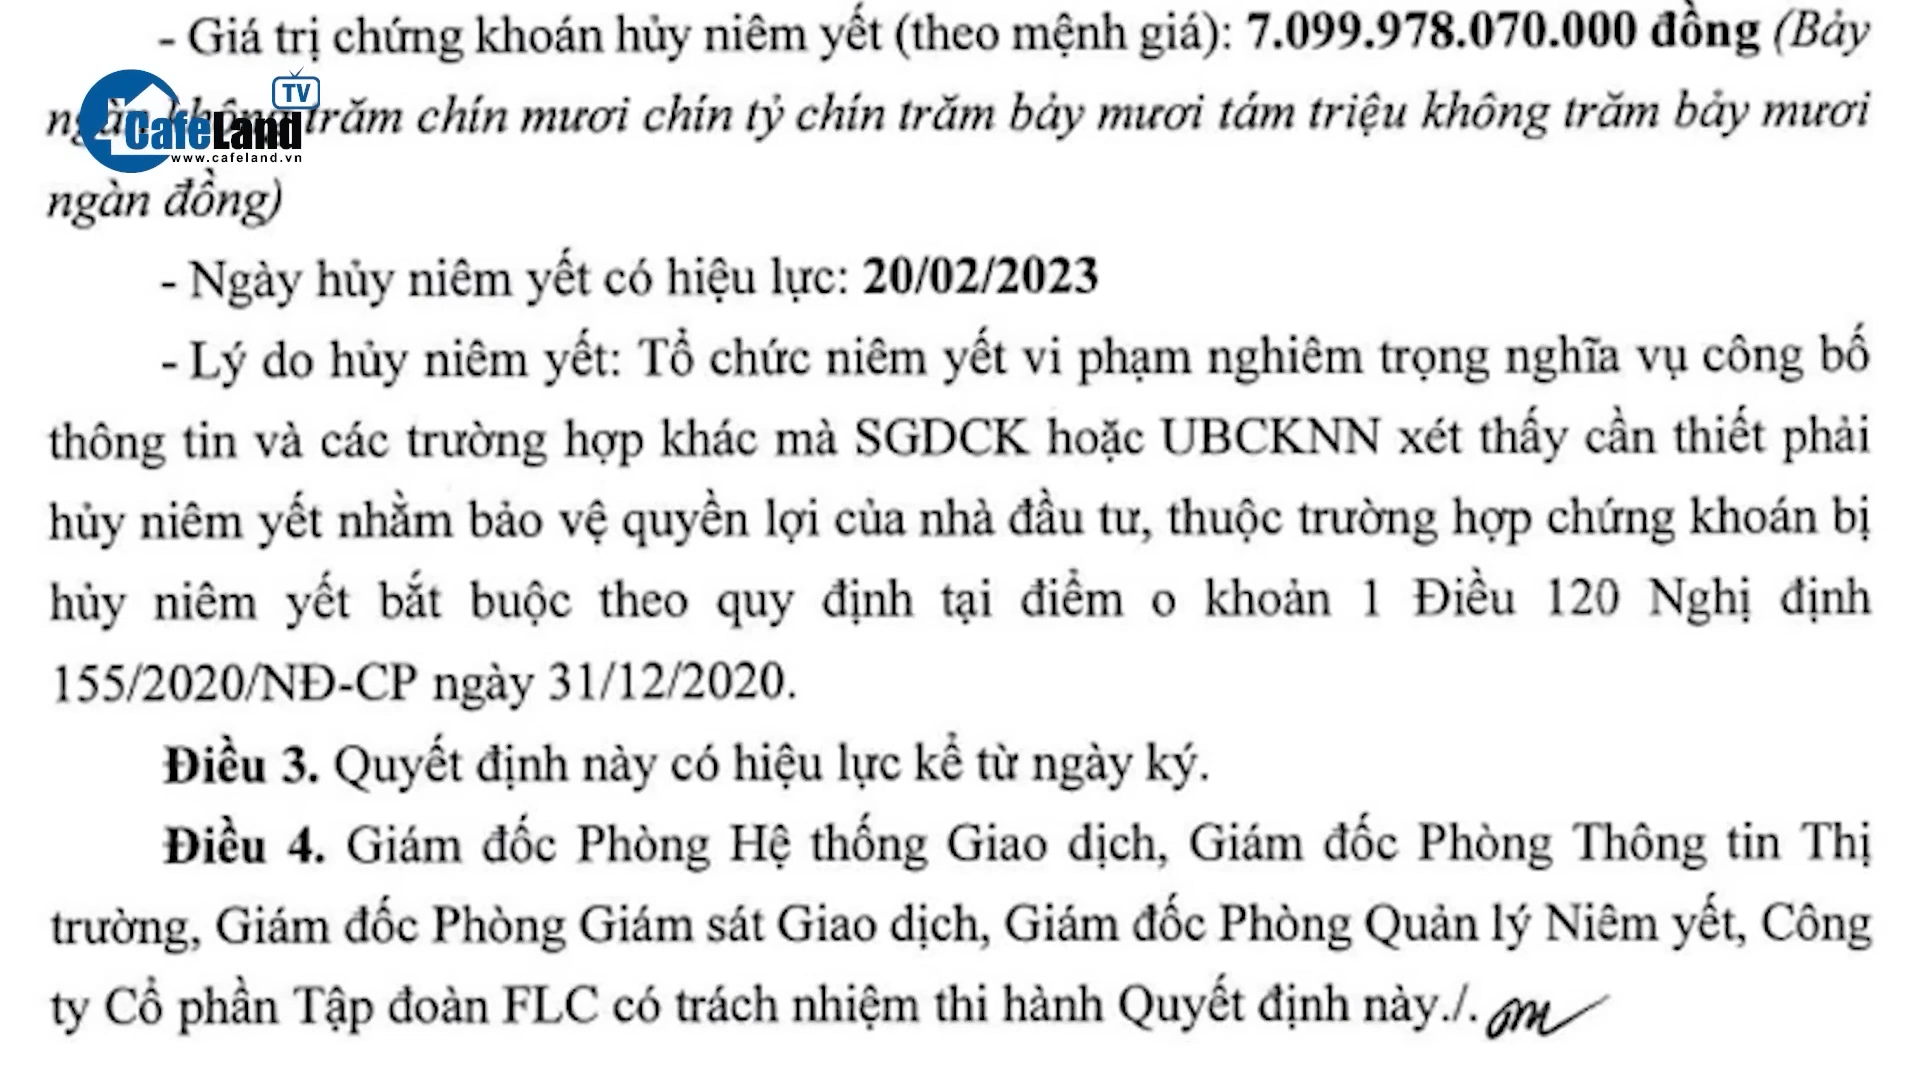 - Giá trị chứng khoán hủy niêm yết (theo mệnh giá): 7.099.978.070.000 đồng (Bảy
ngàn không trăm chín mươi chín tỷ chín trăm bảy mươi tám triệu không trăm bảy mươi
ngàn đồng)
TV
CafeLand
www.cafeland.vn
- Ngày hủy niêm yết có hiệu lực: 20/02/2023
- Lý do hủy niêm yết: Tổ chức niêm yết vi phạm nghiêm trọng nghĩa vụ công bố
thông tin và các trường hợp khác mà SGDCK hoặc UBCKNN xét thấy cần thiết phải
hủy niêm yết nhằm bảo vệ quyền lợi của nhà đầu tư, thuộc trường hợp chứng khoán bị
hủy niêm yết bắt buộc theo quy định tại điểm o khoản 1 Điều 120 Nghị định
155/2020/NĐ-CP ngày 31/12/2020.
Điều 3. Quyết định này có hiệu lực kể từ ngày ký.
Điều 4. Giám đốc Phòng Hệ thống Giao dịch, Giám đốc Phòng Thông tin Thị
trường, Giám đốc Phòng Giám sát Giao dịch, Giám đốc Phòng Quản lý Niêm yết, Công
ty Cổ phần Tập đoàn FLC có trách nhiệm thi hành Quyết định này./.